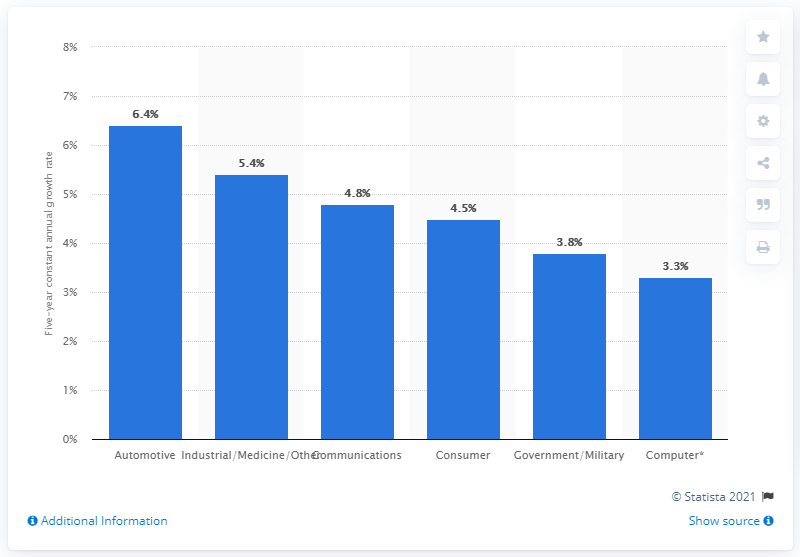 8%
7%
6%
5%
4%
3%
2%
1%
0%
Five-year constant annual growth rate
6.4%
5.4%
4.8%
4.5%
3.8%
3.3%
Automotive
Industrial/Medicine/Other
Communications
Consumer
Government/Military
Computer*
© Statista 2021
Additional Information
Show source